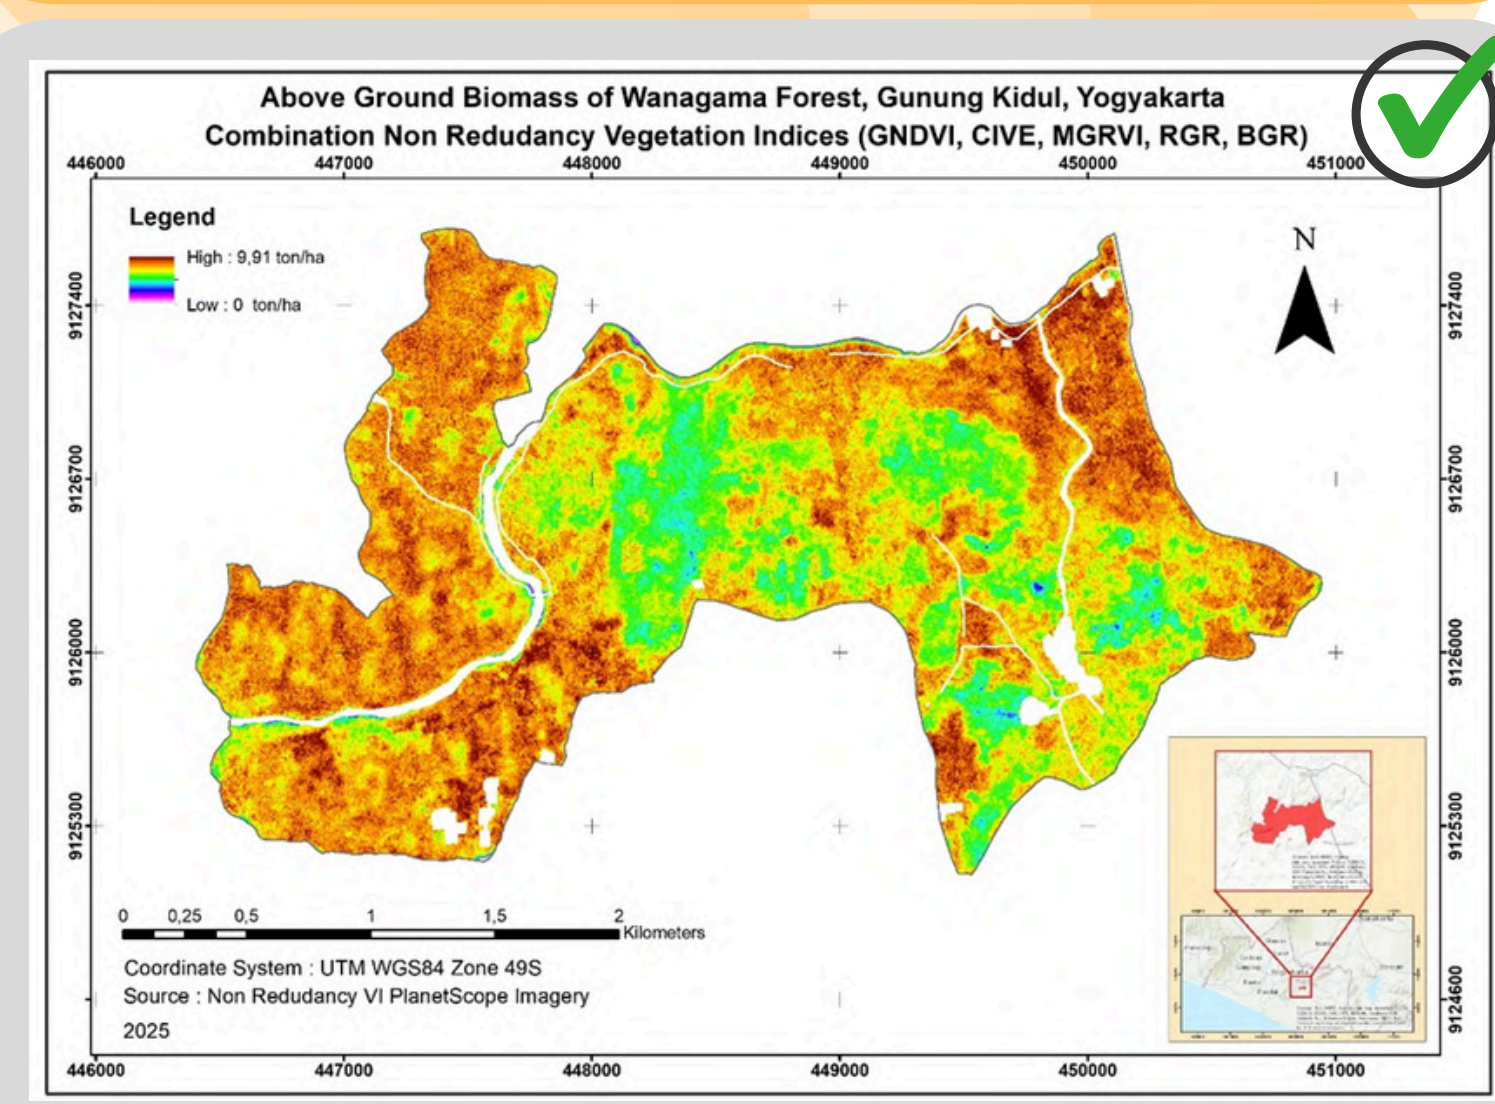 Above Ground Biomass of Wanagama Forest, Gunung Kidul, Yogyakarta
Combination Non Redudancy Vegetation Indices (GNDVI, CIVE, MGRVI, RGR, BGR)
446000 447000 448000 449000 450000 451000
Legend
High : 9,91 ton/ha
Low : 0 ton/ha
N
9127400 9127400
9126700 9126700
9126000 9126000
9125300 9125300
9124600
0 0,25 0,5 1 1,5 2
Kilometers
Coordinate System : UTM WGS84 Zone 49S
Source : Non Redudancy VI PlanetScope Imagery
2025
446000 447000 448000 449000 450000 451000